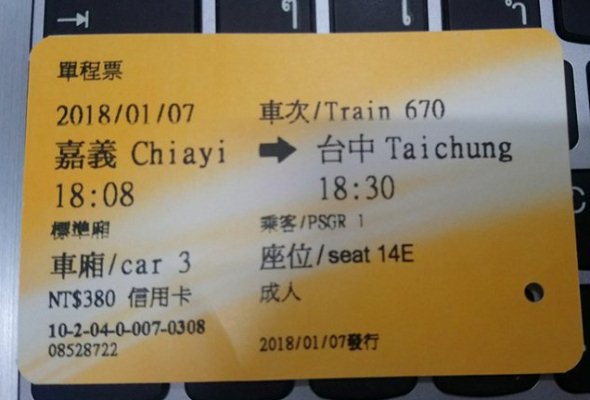 單程票
2018/01/07 車次/Train 670
嘉義 Chiayi → 台中 Taichung
18:08 18:30
標準廂 乘客/PSGR 1
車廂/car 3 座位/seat 14E
NT$380 信用卡 成人
10-2-04-0-007-0308
08528722 2018/01/07發行